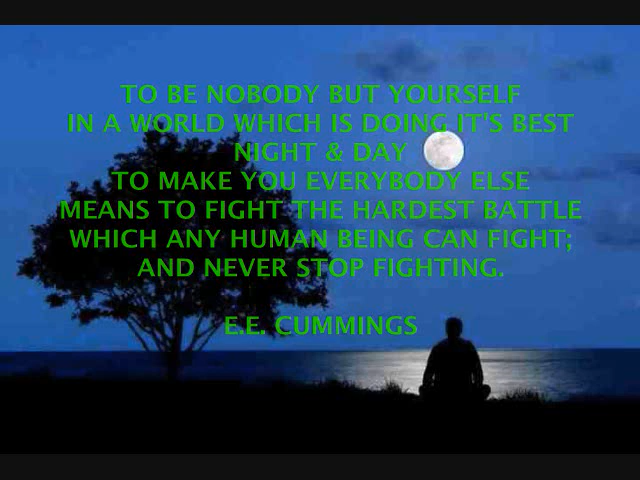 TO BE NOBODY BUT YOURSELF
IN A WORLD WHICH IS DOING IT'S BEST
NIGHT & DAY
TO MAKE YOU EVERYBODY ELSE
MEANS TO FIGHT THE HARDEST BATTLE
WHICH ANY HUMAN BEING CAN FIGHT;
AND NEVER STOP FIGHTING.
E.E. CUMMINGS